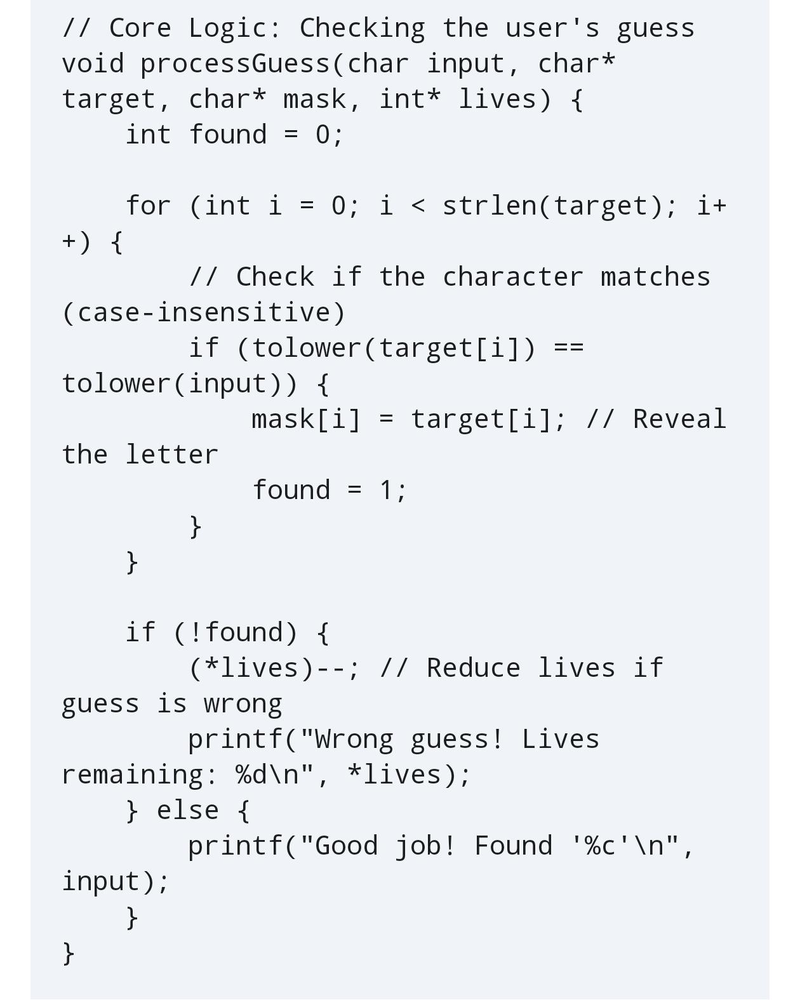 // Core Logic: Checking the user's guess
void processGuess(char input, char*
target, char* mask, int* lives) {
    int found = 0;

    for (int i = 0; i < strlen(target); i+
+) {
        // Check if the character matches
(case-insensitive)
        if (tolower(target[i]) ==
tolower(input)) {
            mask[i] = target[i]; // Reveal
the letter
            found = 1;
        }
    }

    if (!found) {
        (*lives)--; // Reduce lives if
guess is wrong
        printf("Wrong guess! Lives
remaining: %d\n", *lives);
    } else {
        printf("Good job! Found '%c'\n",
input);
    }
}